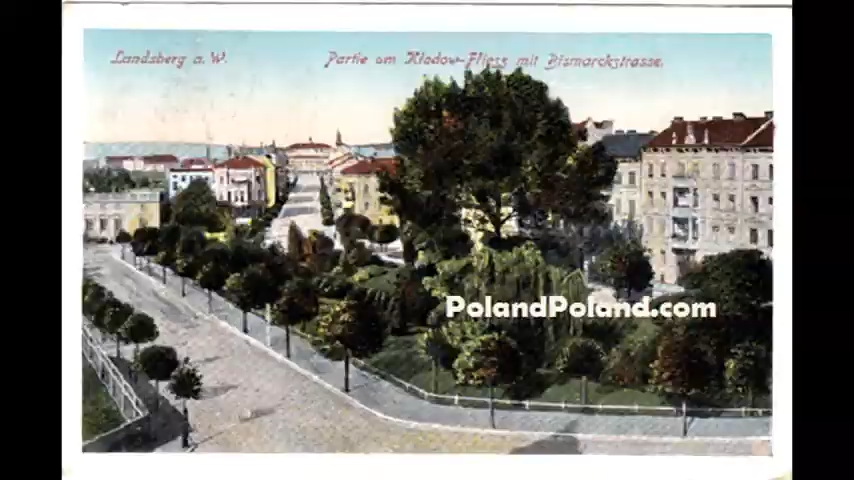 Landsberg a. W.
Partie am Kladow-Fliess mit Bismarckstrasse.
PolandPoland.com